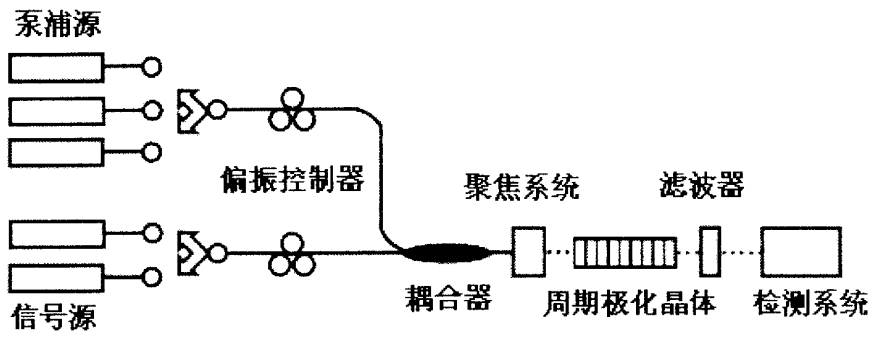 泵浦源
偏振控制器
聚焦系统
滤波器
信号源
耦合器
周期极化晶体
检测系统